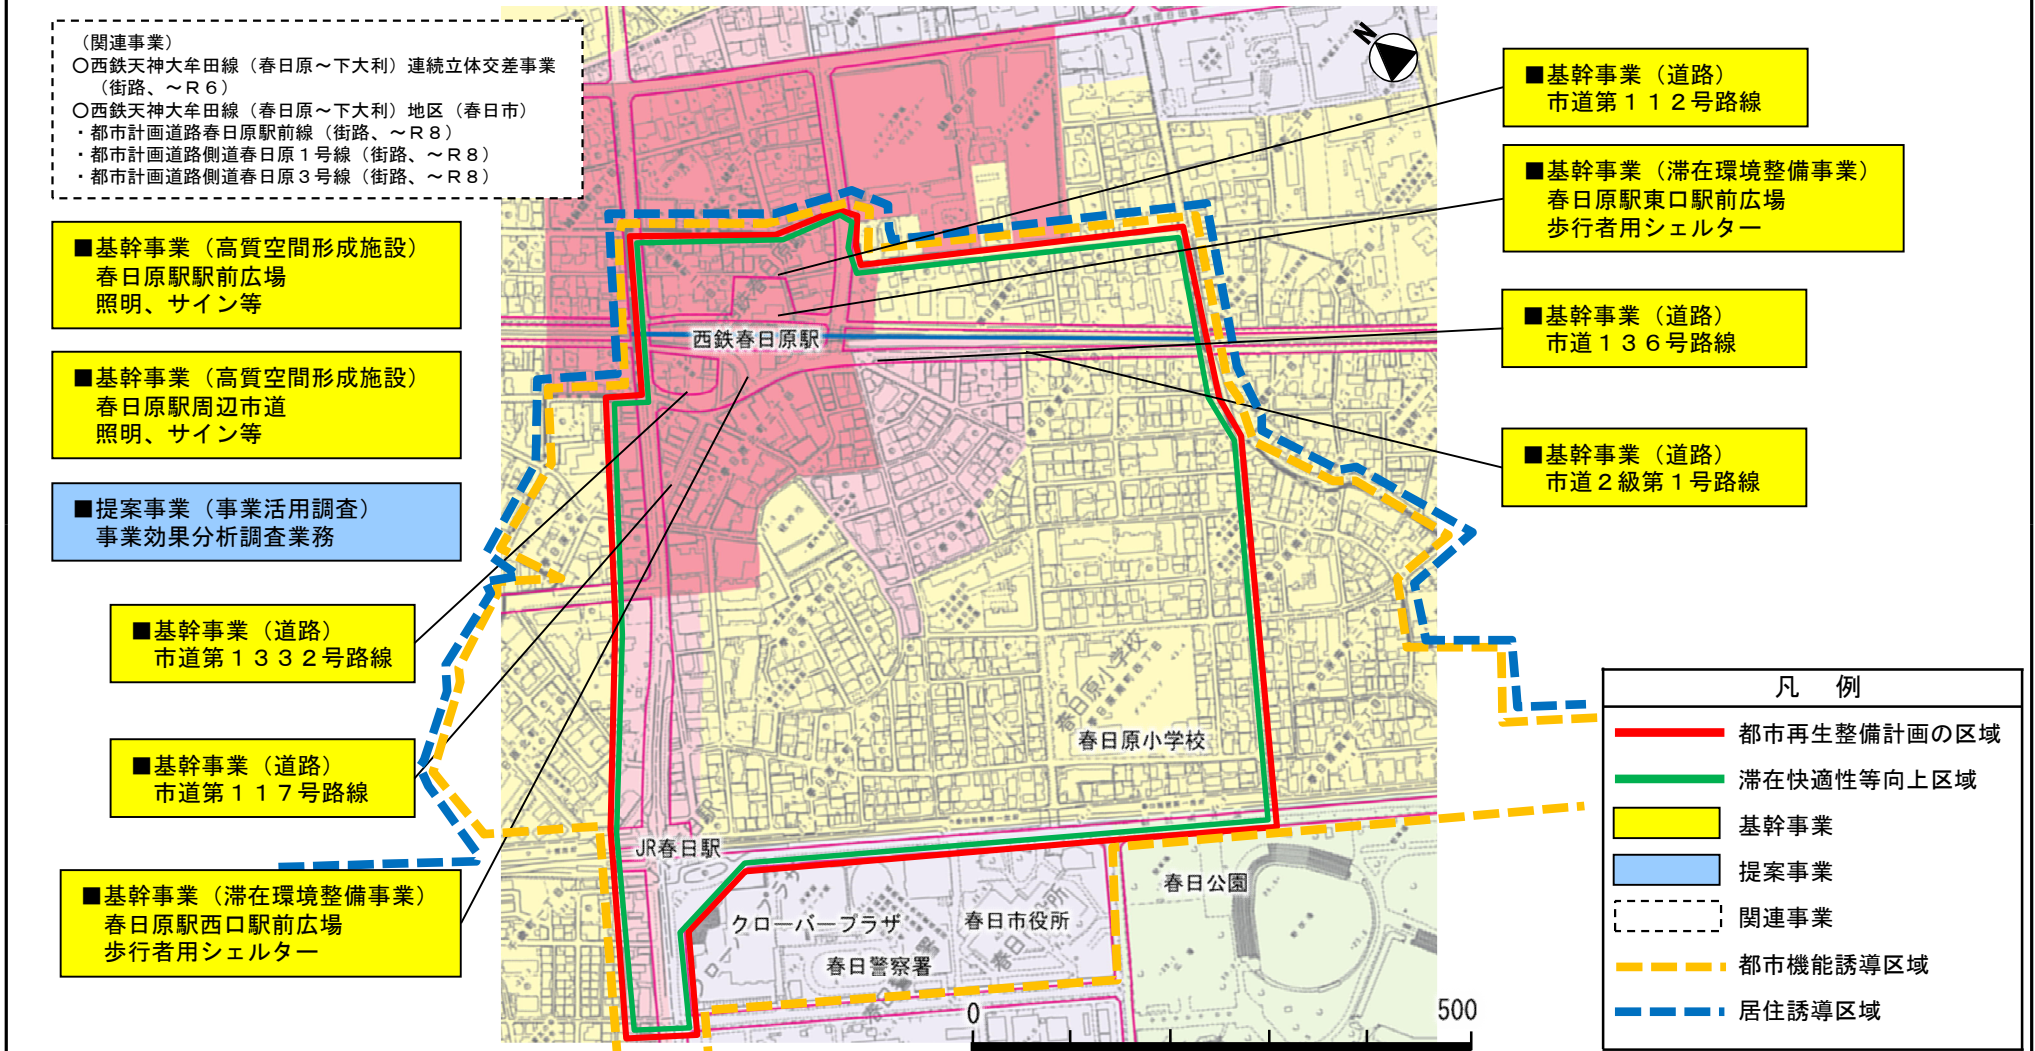 （関連事業）
〇西鉄天神大牟田線（春日原～下大利）連続立体交差事業
（街路、～Ｒ６）
〇西鉄天神大牟田線（春日原～下大利）地区（春日市）
・都市計画道路春日原駅前線（街路、～Ｒ８）
・都市計画道路側道春日原１号線（街路、～Ｒ８）
・都市計画道路側道春日原３号線（街路、～Ｒ８）
■基幹事業（高質空間形成施設）
春日原駅駅前広場
照明、サイン等
■基幹事業（高質空間形成施設）
春日原駅周辺市道
照明、サイン等
■提案事業（事業活用調査）
事業効果分析調査業務
■基幹事業（道路）
市道第１３３２号路線
■基幹事業（道路）
市道第１１７号路線
■基幹事業（滞在環境整備事業）
春日原駅西口駅前広場
歩行者用シェルター
N
西鉄春日原駅
春日原小学校
春日原小学校
JR春日駅
春日公園
クローバープラザ
春日市役所
春日警察署
0
500
■基幹事業（道路）
市道第１１２号路線
■基幹事業（滞在環境整備事業）
春日原駅東口駅前広場
歩行者用シェルター
■基幹事業（道路）
市道１３６号路線
■基幹事業（道路）
市道２級第１号路線
凡　例
都市再生整備計画の区域
滞在快適性等向上区域
基幹事業
提案事業
関連事業
都市機能誘導区域
居住誘導区域